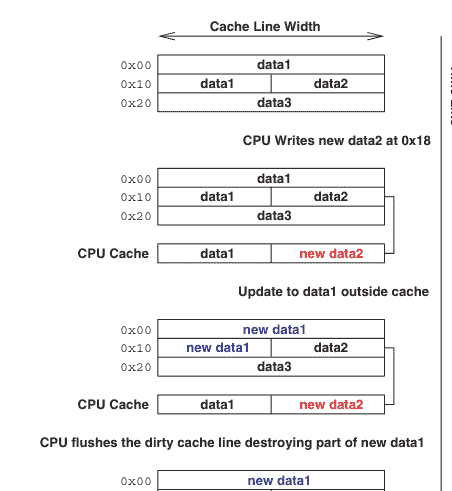 Cache Line Width
0x00 data1
0x10 data1 data2
0x20 data3
CPU Writes new data2 at 0x18
0x00 data1
0x10 data1 data2
0x20 data3
CPU Cache data1 new data2
Update to data1 outside cache
0x00 new data1
0x10 new data1 data2
0x20 data3
CPU Cache data1 new data2
CPU flushes the dirty cache line destroying part of new data1
0x00 new data1